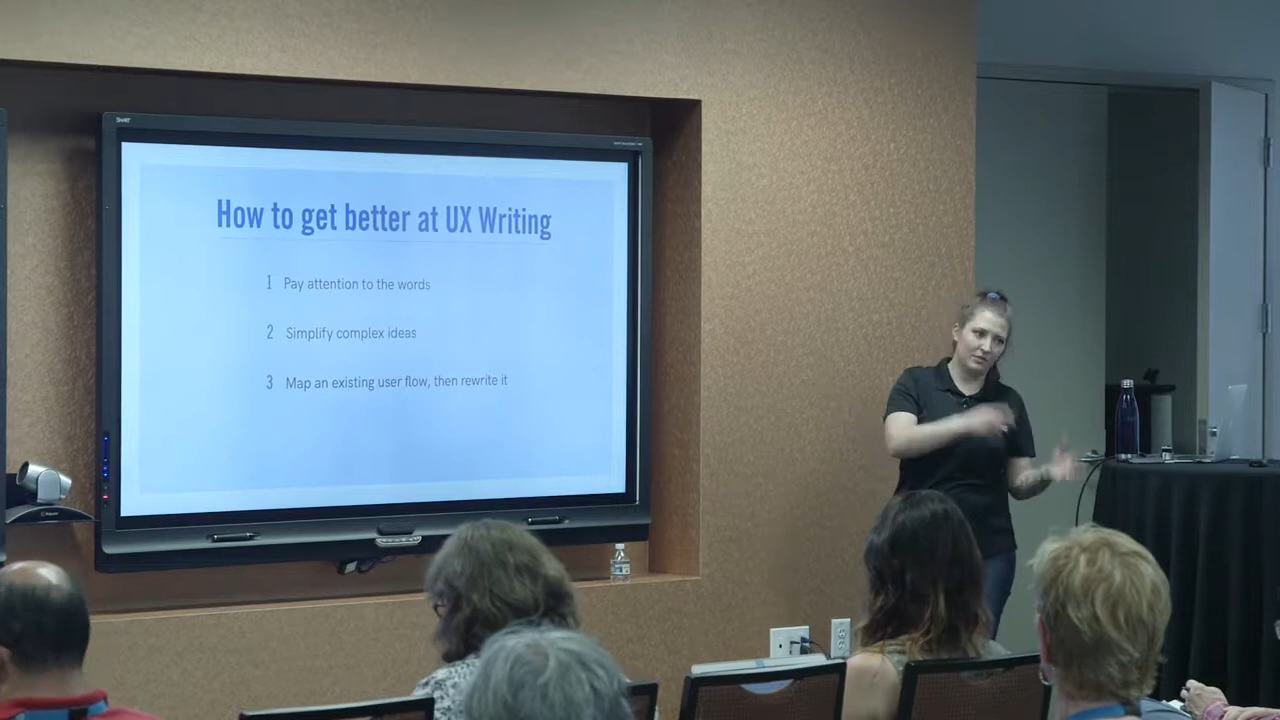 SMART
How to get better at UX Writing
1 Pay attention to the words
2 Simplify complex ideas
3 Map an existing user flow, then rewrite it